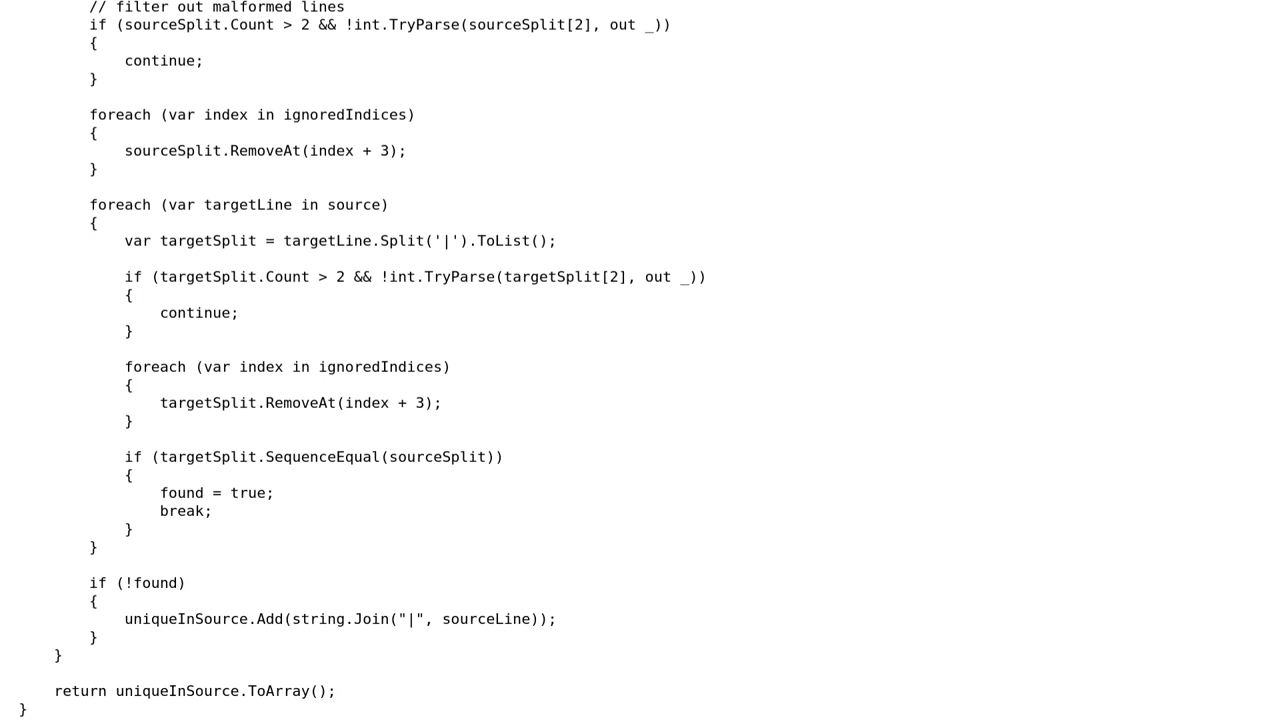 // filter out malformed lines
if (sourceSplit.Count > 2 && !int.TryParse(sourceSplit[2], out _))
{
continue;
}
foreach (var index in ignoredIndices)
{
sourceSplit.RemoveAt(index + 3);
}
foreach (var targetLine in source)
{
var targetSplit = targetLine.Split('|').ToList();
if (targetSplit.Count > 2 && !int.TryParse(targetSplit[2], out _))
{
continue;
}
foreach (var index in ignoredIndices)
{
targetSplit.RemoveAt(index + 3);
}
if (targetSplit.SequenceEqual(sourceSplit))
{
found = true;
break;
}
}
if (!found)
{
uniqueInSource.Add(string.Join("|", sourceLine));
}
}
return uniqueInSource.ToArray();
}